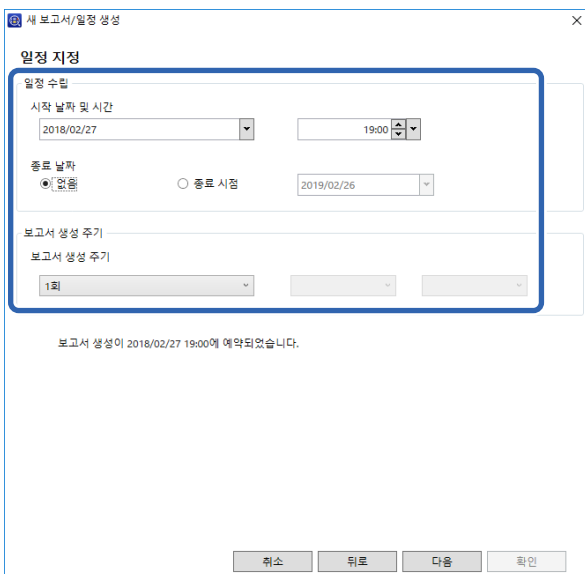 새 보고서/일정 생성
일정 지정
일정 수립
시작 날짜 및 시간
2018/02/27 19:00
종료 날짜
없음 종료 시점 2019/02/26
보고서 생성 주기
보고서 생성 주기
1회
보고서 생성이 2018/02/27 19:00에 예약되었습니다.
취소 뒤로 다음 확인